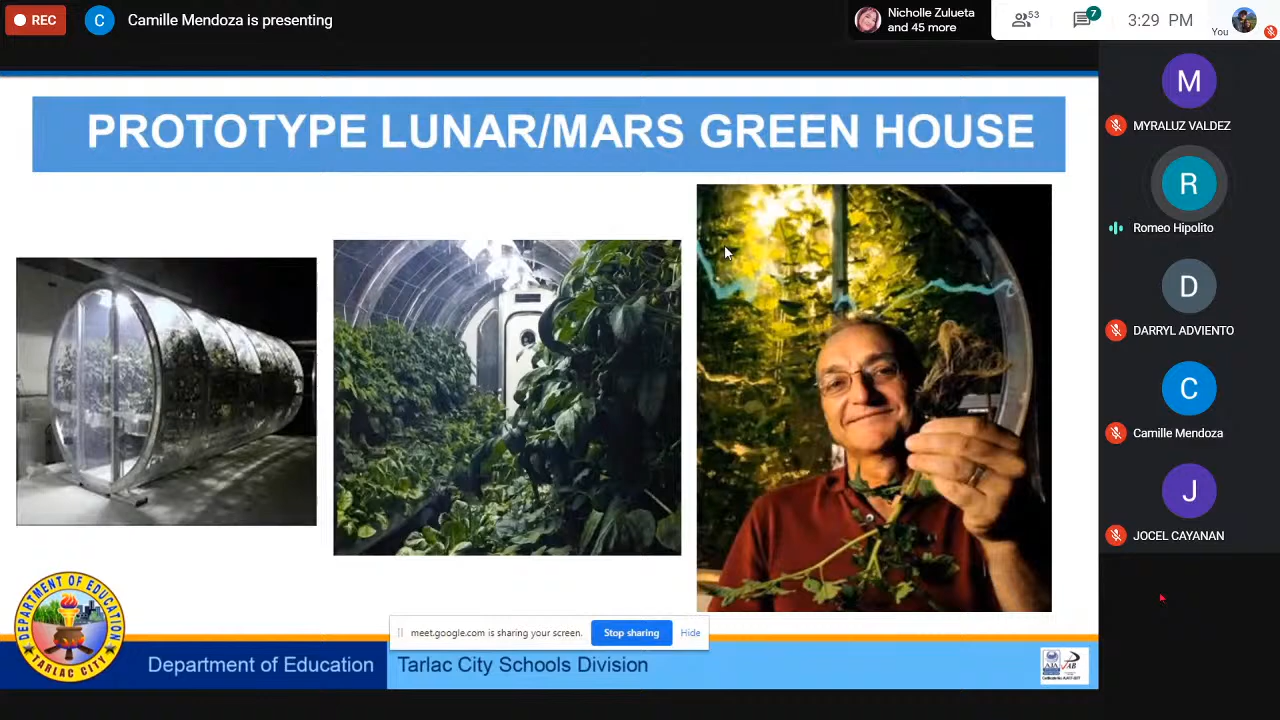 REC
C
Camille Mendoza is presenting
Nicholle Zulueta
and 45 more
53
7
3:29 PM
You
PROTOTYPE LUNAR/MARS GREEN HOUSE
M
MYRALUZ VALDEZ
R
Romeo Hipolito
D
DARRYL ADVIENTO
C
Camille Mendoza
J
JOCEL CAYANAN
DEPARTMENT OF EDUCATION
TARLAC CITY
meet.google.com is sharing your screen.
Stop sharing
Hide
Department of Education
Tarlac City Schools Division